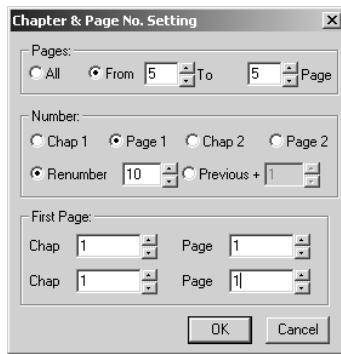 Chapter & Page No. Setting
Pages:
All From 5 To 5 Page
Number:
Chap 1 Page 1 Chap 2 Page 2
Renumber 10 Previous + 1
First Page:
Chap 1 Page 1
Chap 1 Page 1
OK Cancel